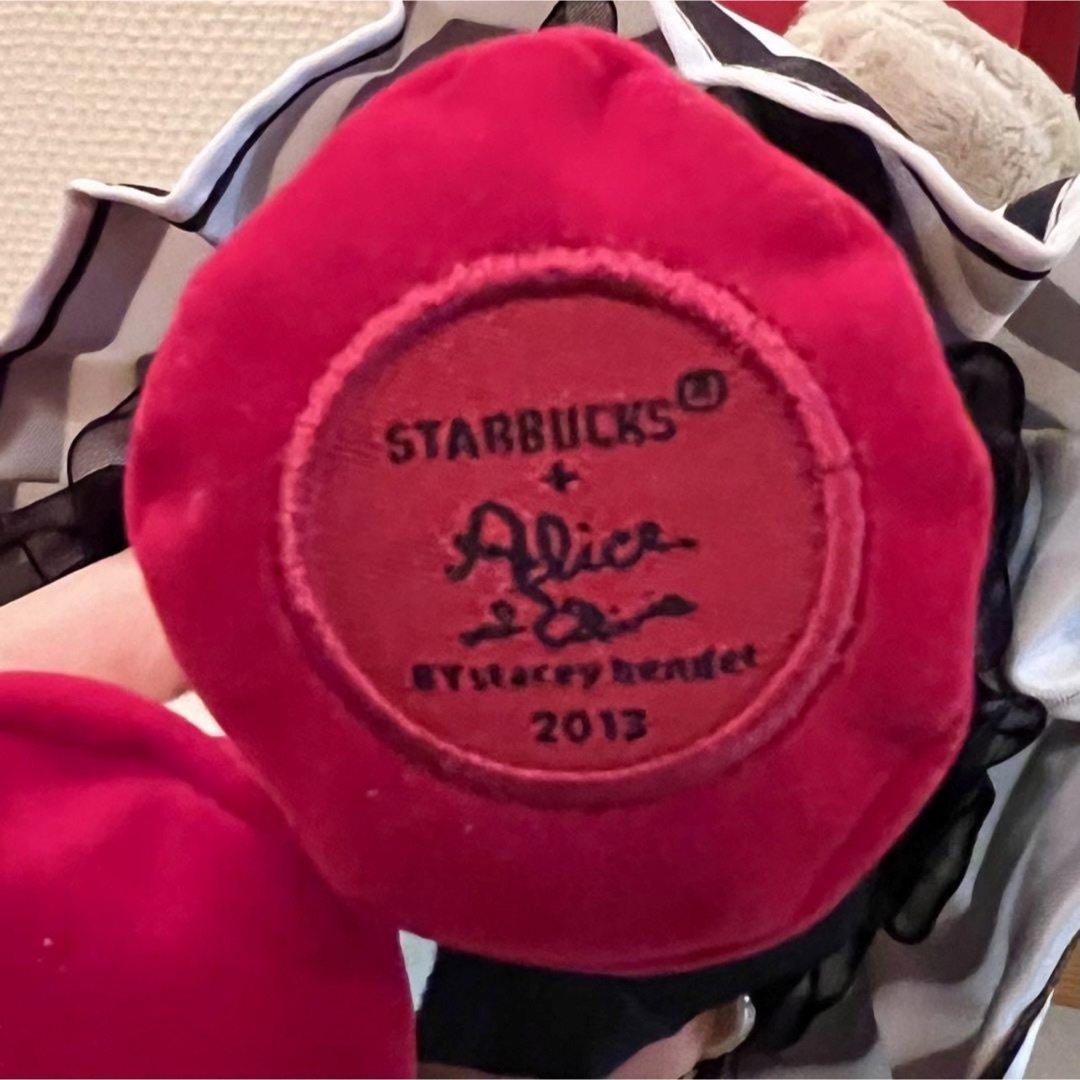 STARBUCKS®
+
Alice
BY stacey bendet
2013